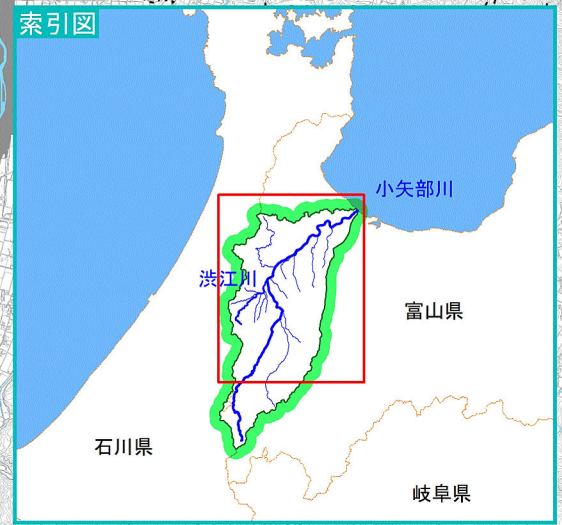 索引図
小矢部川
渋江川
富山県
石川県
岐阜県